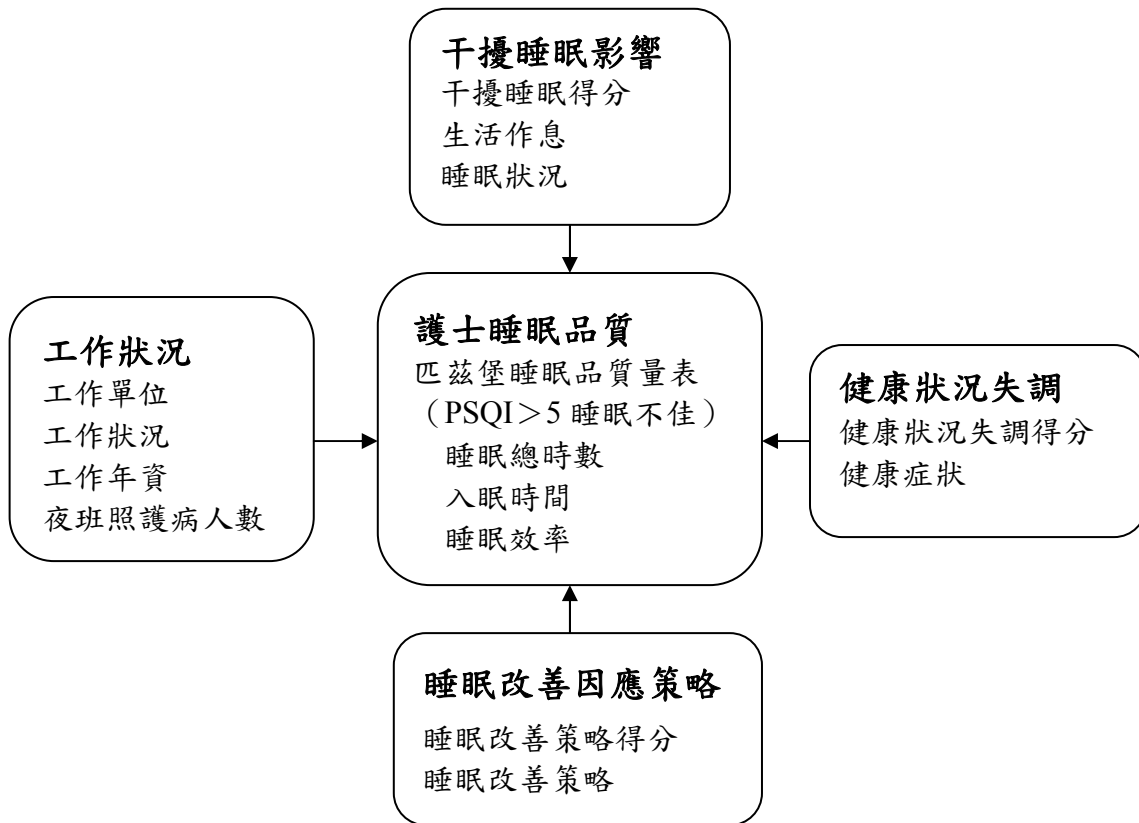 干擾睡眠影響
干擾睡眠得分
生活作息
睡眠狀況
工作狀況
工作單位
工作狀況
工作年資
夜班照護病人數
護士睡眠品質
匹茲堡睡眠品質量表
（PSQI＞5 睡眠不佳）
睡眠總時數
入眠時間
睡眠效率
健康狀況失調
健康狀況失調得分
健康症狀
睡眠改善因應策略
睡眠改善策略得分
睡眠改善策略